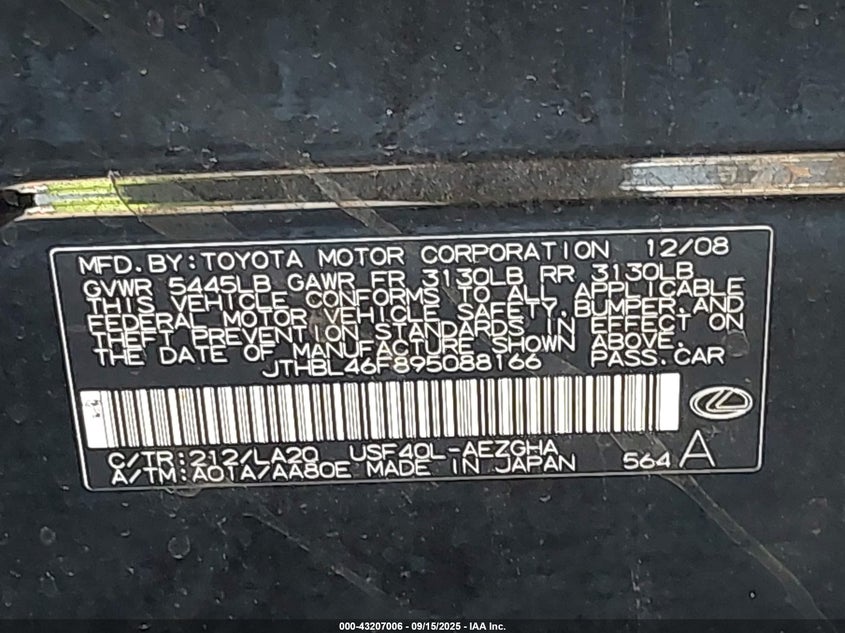 MFD.BY:TOYOTA MOTOR CORPORATION 12/08
GVWR 5445LB GAWR FR 3130LB RR 3130LB
THIS VEHICLE CONFORMS TO ALL APPLICABLE
FEDERAL MOTOR VEHICLE SAFETY,BUMPER,AND
THEFT PREVENTION STANDARDS IN EFFECT ON
THE DATE OF MANUFACTURE SHOWN ABOVE.
JTHBL46F895088166 PASS.CAR
C/TR:212/LA20 USF40L-AEZGHA
A/TM:A01A/AA80E MADE IN JAPAN 564 A
000-43207006 - 09/15/2025 - IAA Inc.